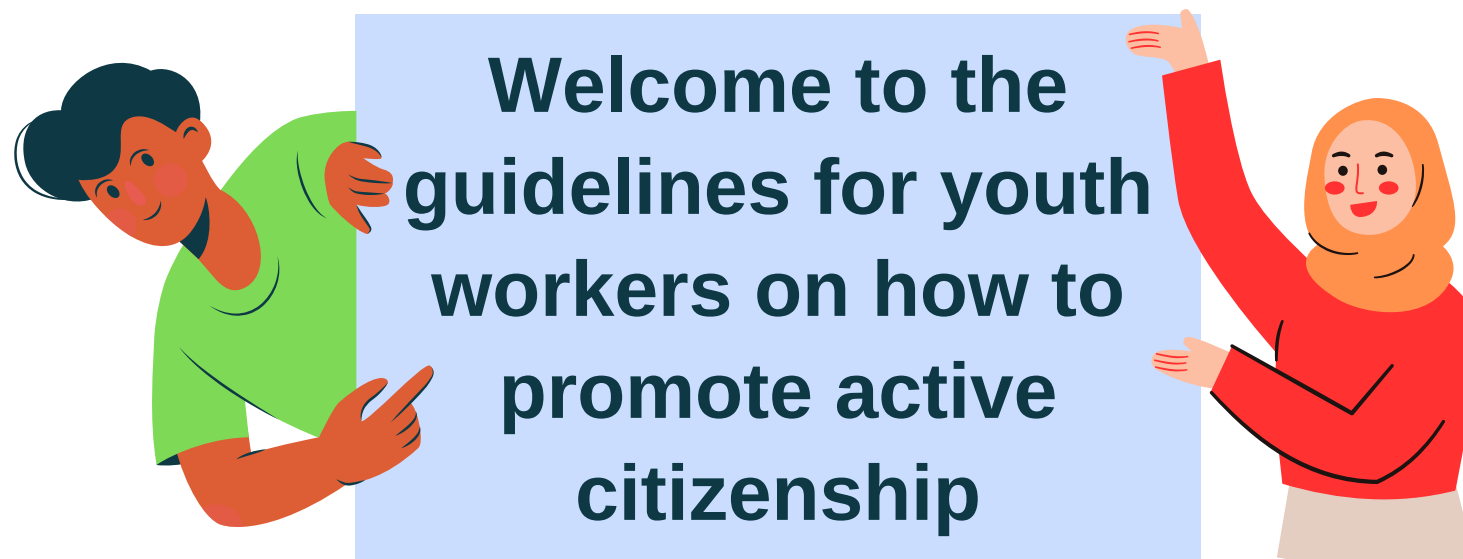 Welcome to the
guidelines for youth
workers on how to
promote active
citizenship